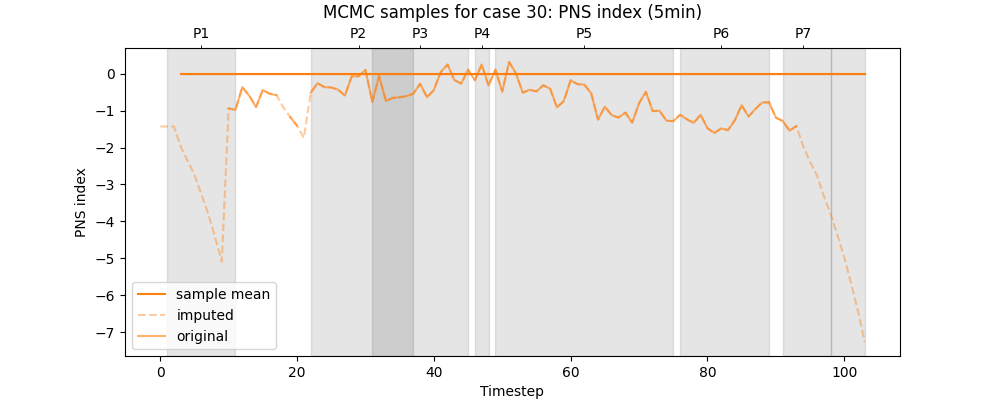 MCMC samples for case 30: PNS index (5min)
P1 P2 P3 P4 P5 P6 P7
0
−1
−2
−3
−4
−5
−6
−7
PNS index
sample mean
imputed
original
0 20 40 60 80 100
Timestep